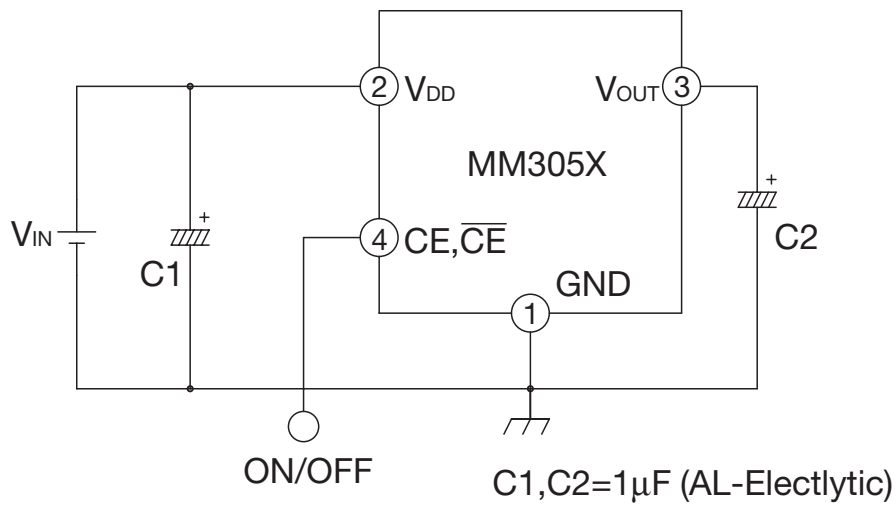 2 VDD
VOUT 3
MM305X
VIN
C1
4 CE,C̅E̅
C2
GND
1
ON/OFF
C1,C2=1μF (AL-Electlytic)
+
+